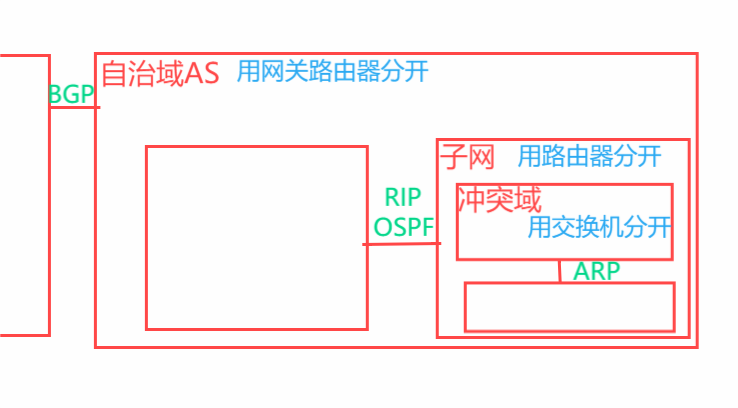 自治域AS 用网关路由器分开
BGP
子网 用路由器分开
RIP
冲突域
OSPF
用交换机分开
ARP